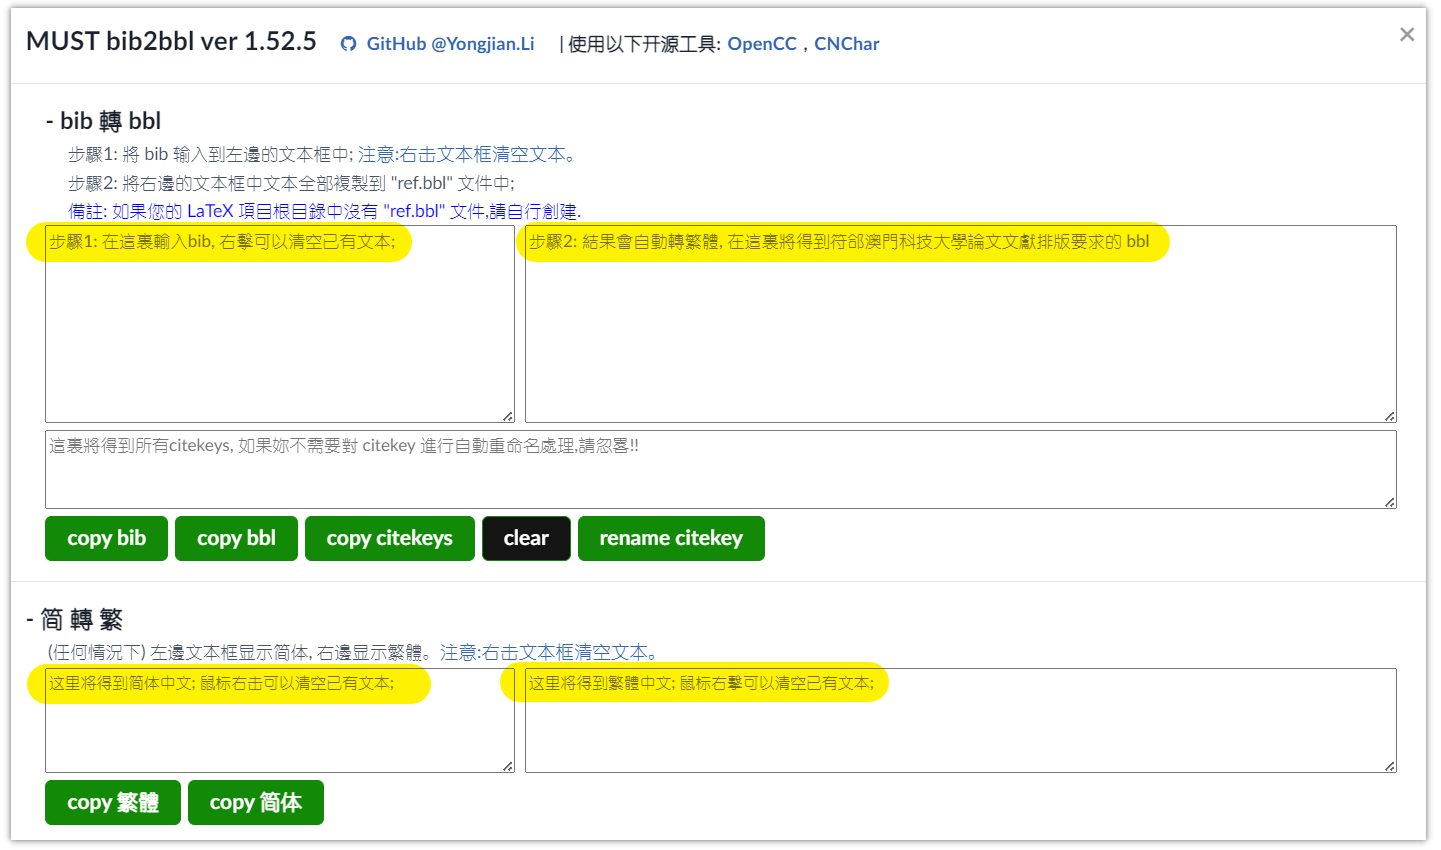 MUST bib2bbl ver 1.52.5 GitHub @Yongjian.Li | 使用以下开源工具: OpenCC , CNChar ×
- bib 轉 bbl
步驟1: 將 bib 输入到左邊的文本框中; 注意:右击文本框清空文本。
步驟2: 將右邊的文本框中文本全部複製到 "ref.bbl" 文件中;
備註: 如果您的 LaTeX 項目根目錄中沒有 "ref.bbl" 文件,請自行創建.
步驟1: 在這裏輸入bib, 右擊可以清空已有文本;
步驟2: 結果會自動轉繁體, 在這裏將得到符郃澳門科技大學論文文獻排版要求的 bbl
這裏將得到所有citekeys, 如果妳不需要對 citekey 進行自動重命名處理,請忽畧!!
copy bib copy bbl copy citekeys clear rename citekey
- 简 轉 繁
(任何情況下) 左邊文本框显示简体, 右邊显示繁體。注意:右击文本框清空文本。
这里将得到简体中文; 鼠标右击可以清空已有文本;
这里将得到繁體中文; 鼠标右擊可以清空已有文本;
copy 繁體 copy 简体